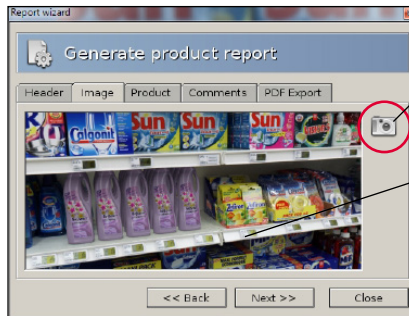 Report wizard
Generate product report
Header
Image
Product
Comments
PDF Export
Calgonit
Sun
Sun
Sun
<< Back
Next >>
Close